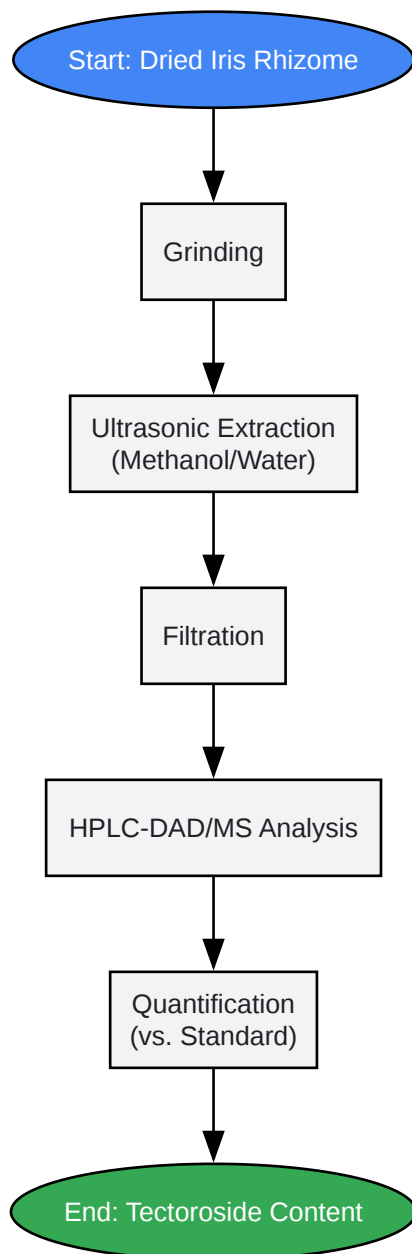 Start: Dried Iris Rhizome
Grinding
Ultrasonic Extraction
(Methanol/Water)
Filtration
HPLC-DAD/MS Analysis
Quantification
(vs. Standard)
End: Tectoroside Content